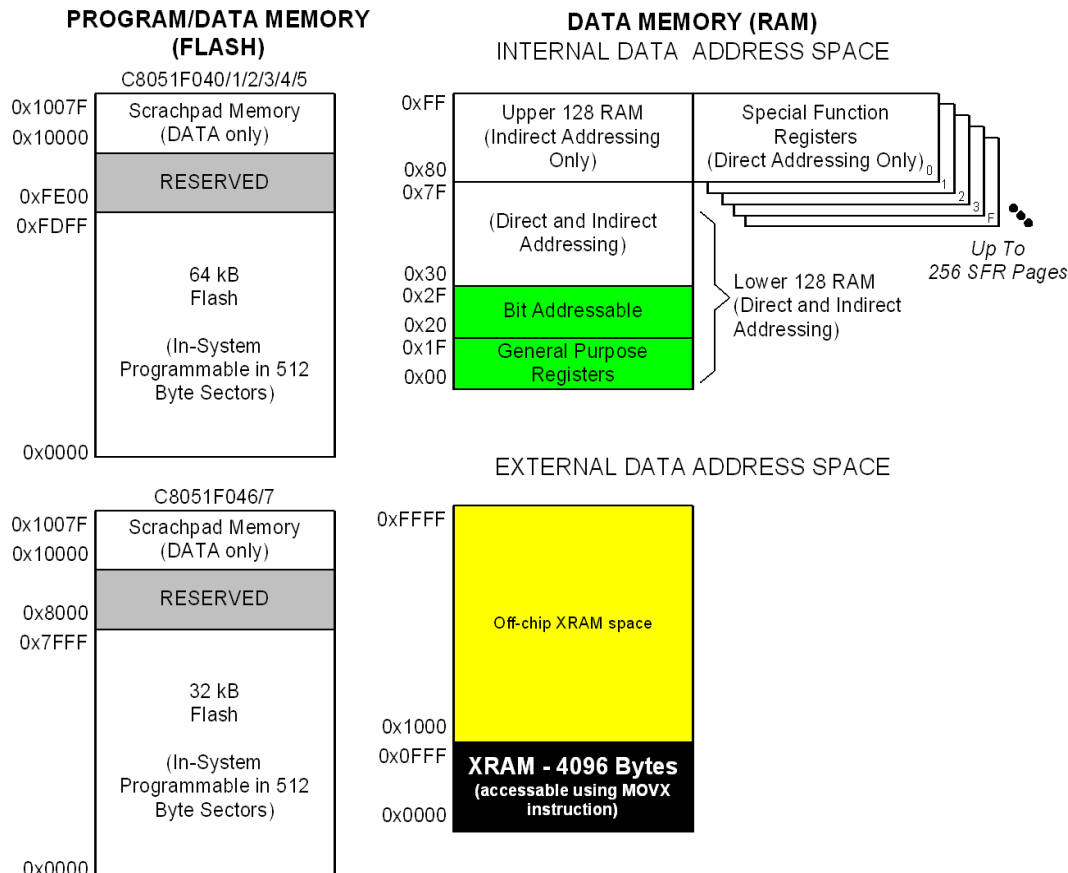 PROGRAM/DATA MEMORY
(FLASH)
C8051F040/1/2/3/4/5
0x1007F
0x10000
Scrachpad Memory
(DATA only)
RESERVED
0xFE00
0xFDFF
64 kB
Flash
(In-System
Programmable in 512
Byte Sectors)
0x0000
C8051F046/7
0x1007F
0x10000
Scrachpad Memory
(DATA only)
RESERVED
0x8000
0x7FFF
32 kB
Flash
(In-System
Programmable in 512
Byte Sectors)
0x0000
DATA MEMORY (RAM)
INTERNAL DATA ADDRESS SPACE
0xFF
Upper 128 RAM
(Indirect Addressing
Only)
0x80
0x7F
Special Function
Registers
(Direct Addressing Only)
0
1
2
3
F
Up To
256 SFR Pages
(Direct and Indirect
Addressing)
0x30
0x2F
Bit Addressable
0x20
0x1F
General Purpose
Registers
0x00
Lower 128 RAM
(Direct and Indirect
Addressing)
EXTERNAL DATA ADDRESS SPACE
0xFFFF
Off-chip XRAM space
0x1000
0x0FFF
XRAM - 4096 Bytes
(accessable using MOVX
instruction)
0x0000